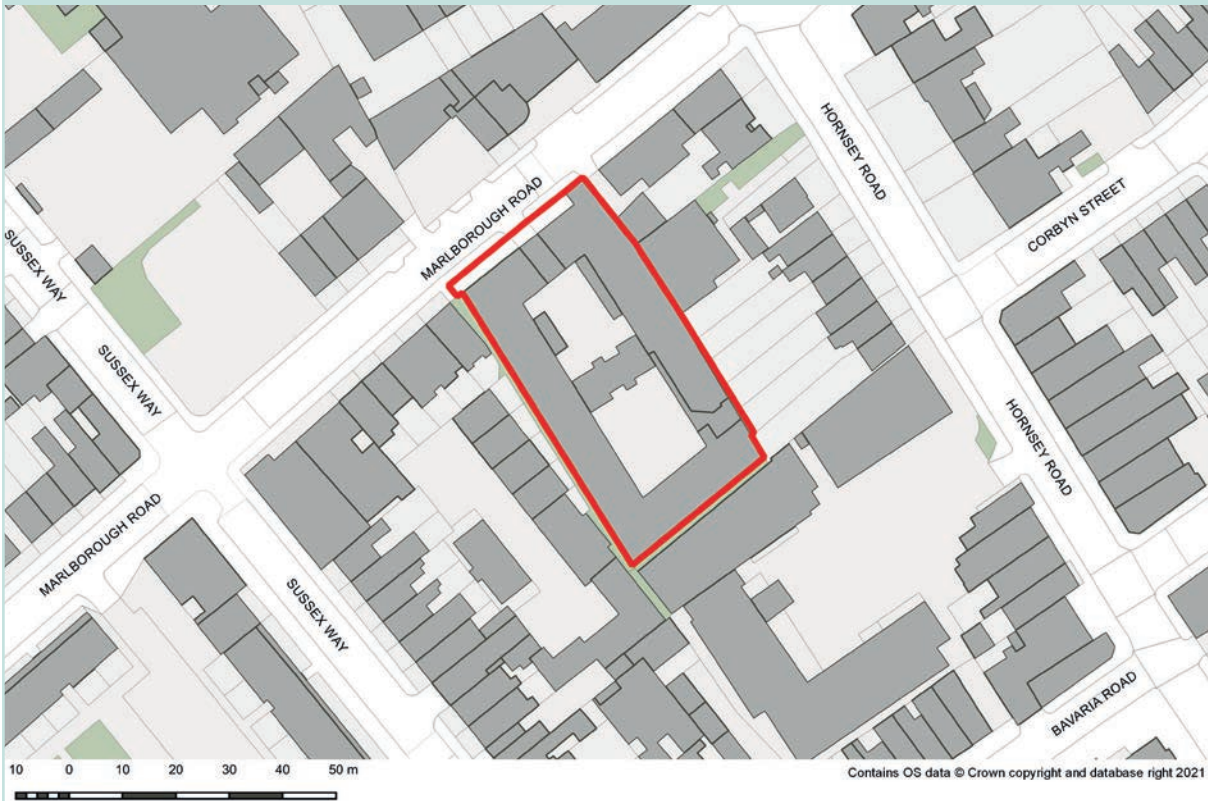 HORNSEY ROAD
CORBYN STREET
MARLBOROUGH ROAD
SUSSEX WAY
SUSSEX WAY
HORNSEY ROAD
MARLBOROUGH ROAD
SUSSEX WAY
BAVARIA ROAD
10 0 10 20 30 40 50 m
Contains OS data © Crown copyright and database right 2021